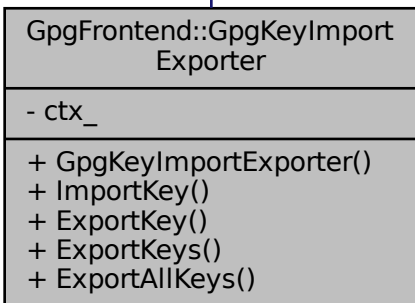 GpgFrontend::GpgKeyImport
Exporter
- ctx_
+ GpgKeyImportExporter()
+ ImportKey()
+ ExportKey()
+ ExportKeys()
+ ExportAllKeys()